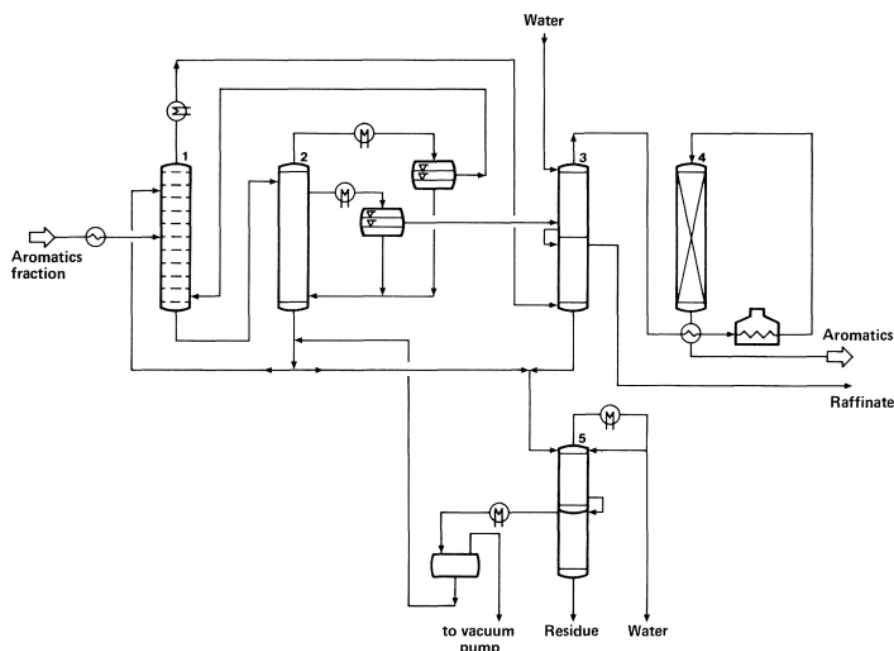 Water
1
2
3
4
M
M
M
Aromatics
fraction
Aromatics
Raffinate
5
M
M
to vacuum
pump
Residue
Water